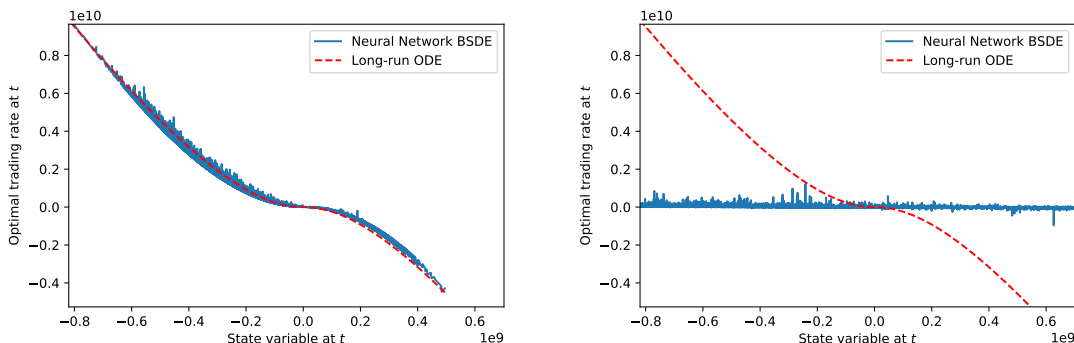 1e10
Neural Network BSDE
Long-run ODE
Optimal trading rate at t
0.8
0.6
0.4
0.2
0.0
−0.2
−0.4
−0.8 −0.6 −0.4 −0.2 0.0 0.2 0.4 0.6
State variable at t
1e9
1e10
Neural Network BSDE
Long-run ODE
Optimal trading rate at t
0.8
0.6
0.4
0.2
0.0
−0.2
−0.4
−0.8 −0.6 −0.4 −0.2 0.0 0.2 0.4 0.6
State variable at t
1e9